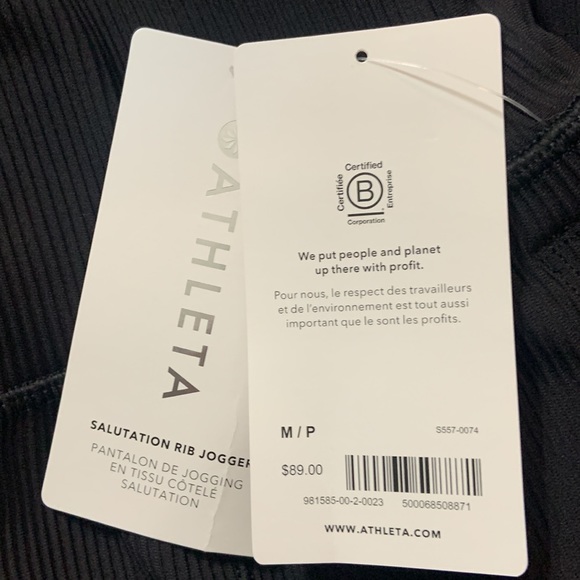 ATHLETA
SALUTATION RIB JOGGER
PANTALON DE JOGGING
EN TISSU CÔTELÉ
SALUTATION
Certified
Certifiée
B
Entreprise
Corporation
We put people and planet
up there with profit.
Pour nous, le respect des travailleurs
et de l'environnement est tout aussi
important que le sont les profits.
M / P
S557-0074
$89.00
981585-00-2-0023 500068508871
WWW.ATHLETA.COM